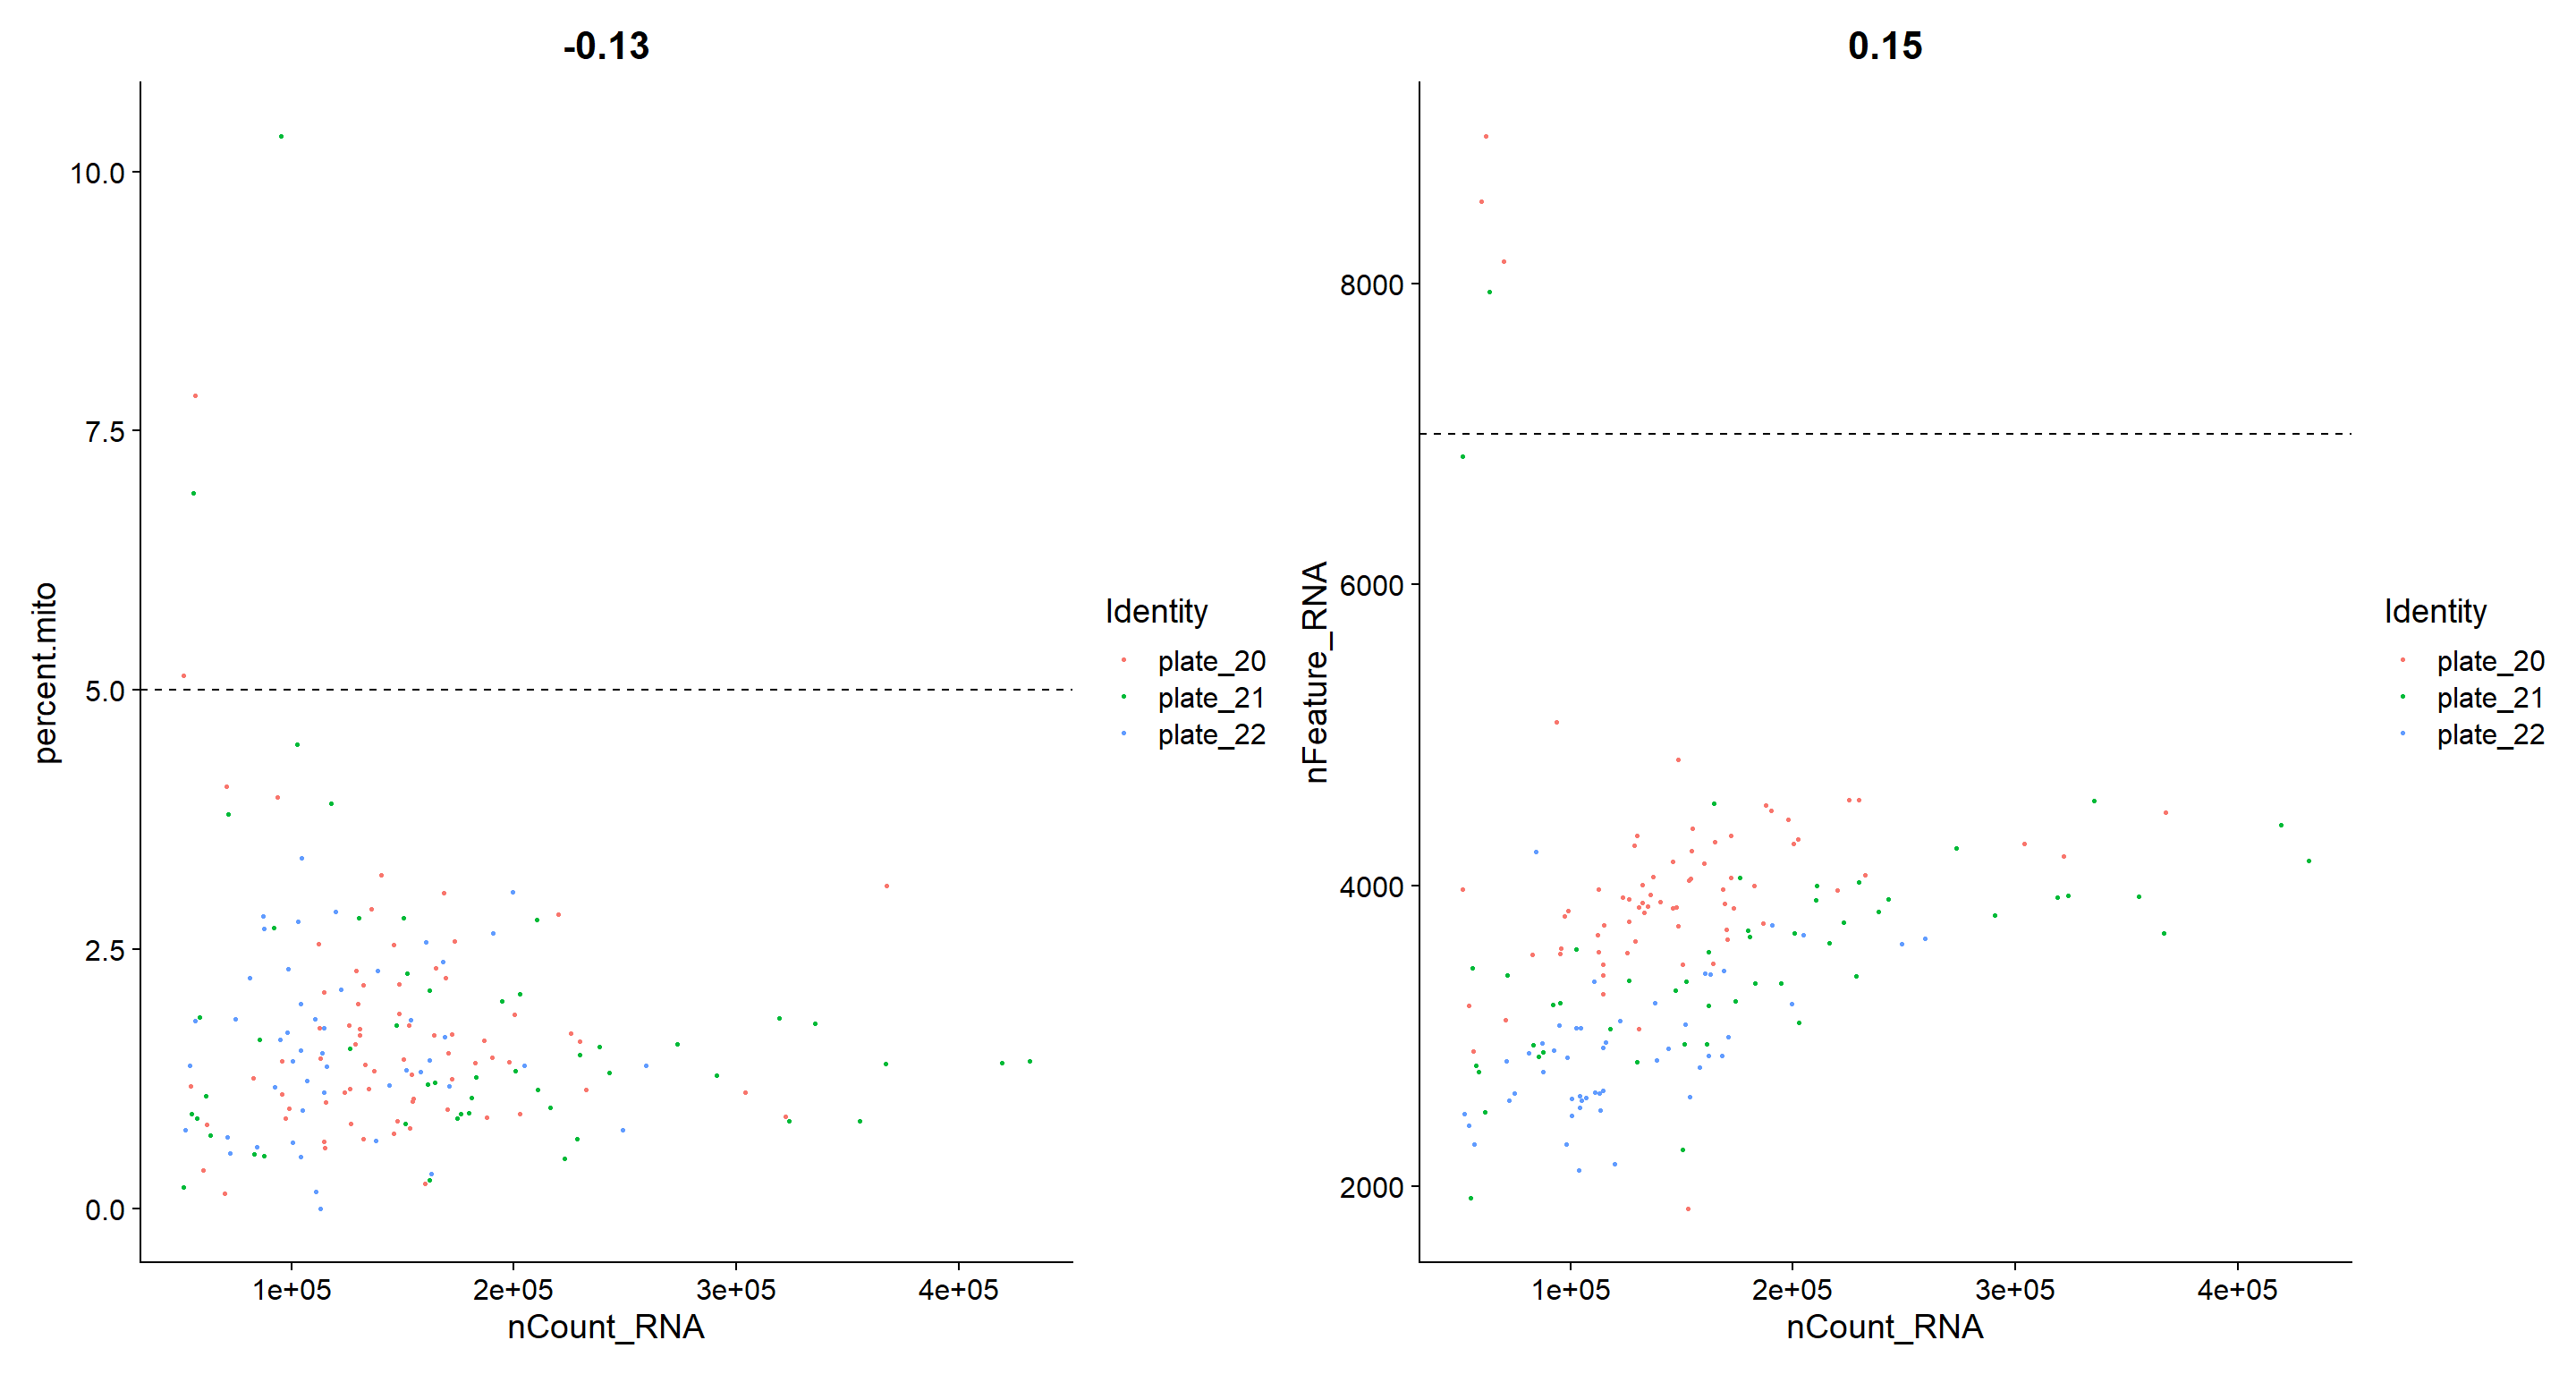 -0.13
percent.mito
10.0
7.5
5.0
2.5
0.0
1e+05 2e+05 3e+05 4e+05
nCount_RNA
Identity
plate_20
plate_21
plate_22
0.15
nFeature_RNA
8000
6000
4000
2000
1e+05 2e+05 3e+05 4e+05
nCount_RNA
Identity
plate_20
plate_21
plate_22